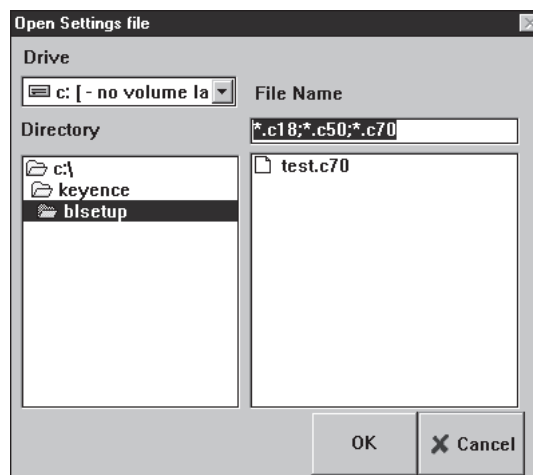 Open Settings file
Drive
c: [ - no volume la
File Name
Directory
*.c18;*.c50;*.c70
c:\
test.c70
keyence
blsetup
OK
Cancel